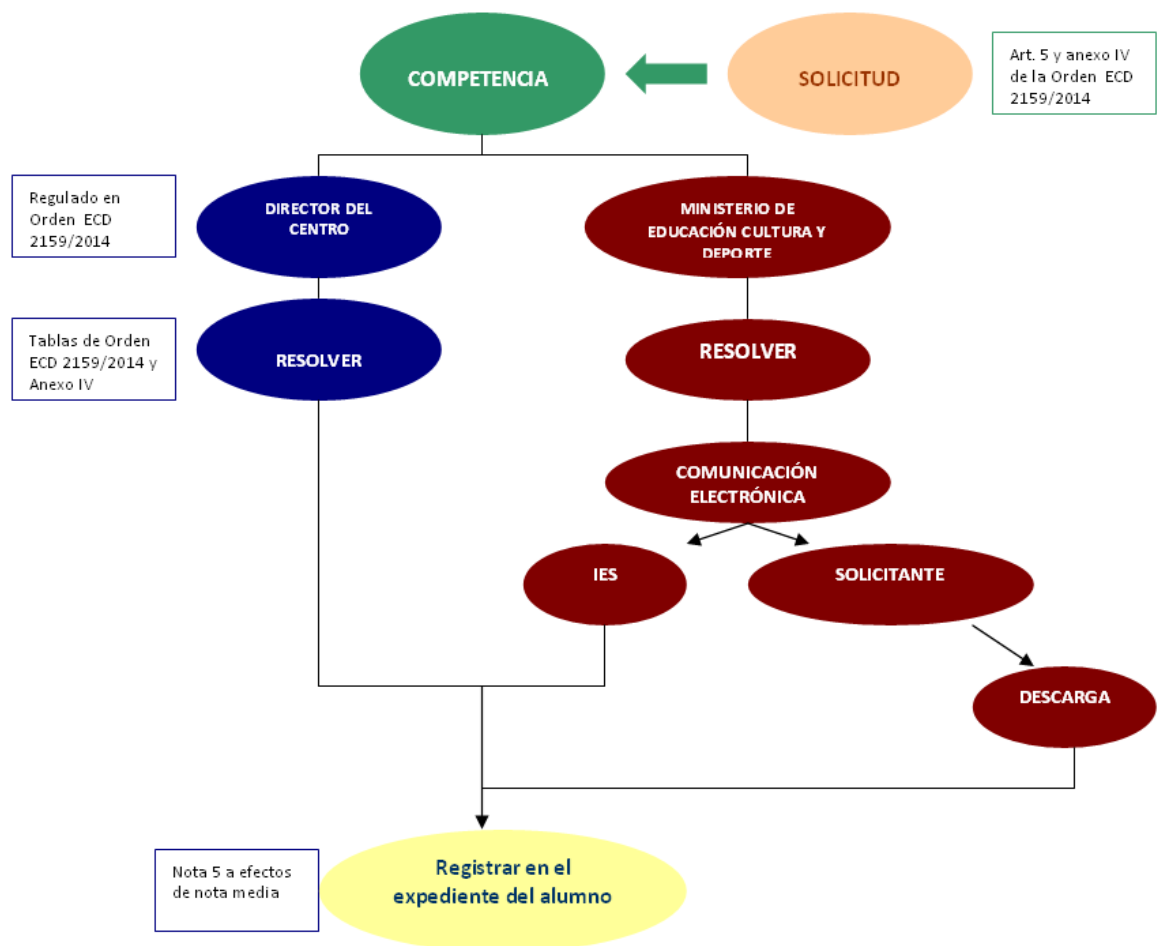 COMPETENCIA
SOLICITUD
Art. 5 y anexo IV
de la Orden ECD
2159/2014
Regulado en
Orden ECD
2159/2014
DIRECTOR DEL
CENTRO
MINISTERIO DE
EDUCACIÓN CULTURA Y
DEPORTE
Tablas de Orden
ECD 2159/2014 y
Anexo IV
RESOLVER
RESOLVER
COMUNICACIÓN
ELECTRÓNICA
IES
SOLICITANTE
DESCARGA
Nota 5 a efectos
de nota media
Registrar en el
expediente del alumno